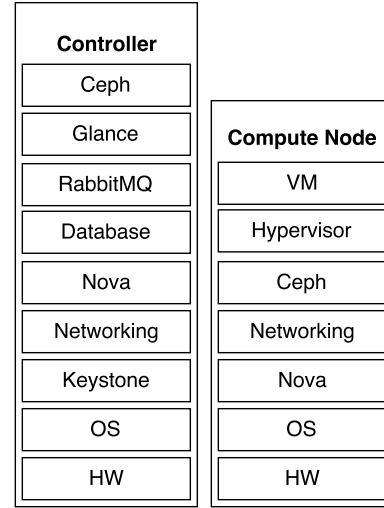 Controller
Ceph
Glance
RabbitMQ
Database
Nova
Networking
Keystone
OS
HW
Compute Node
VM
Hypervisor
Ceph
Networking
Nova
OS
HW